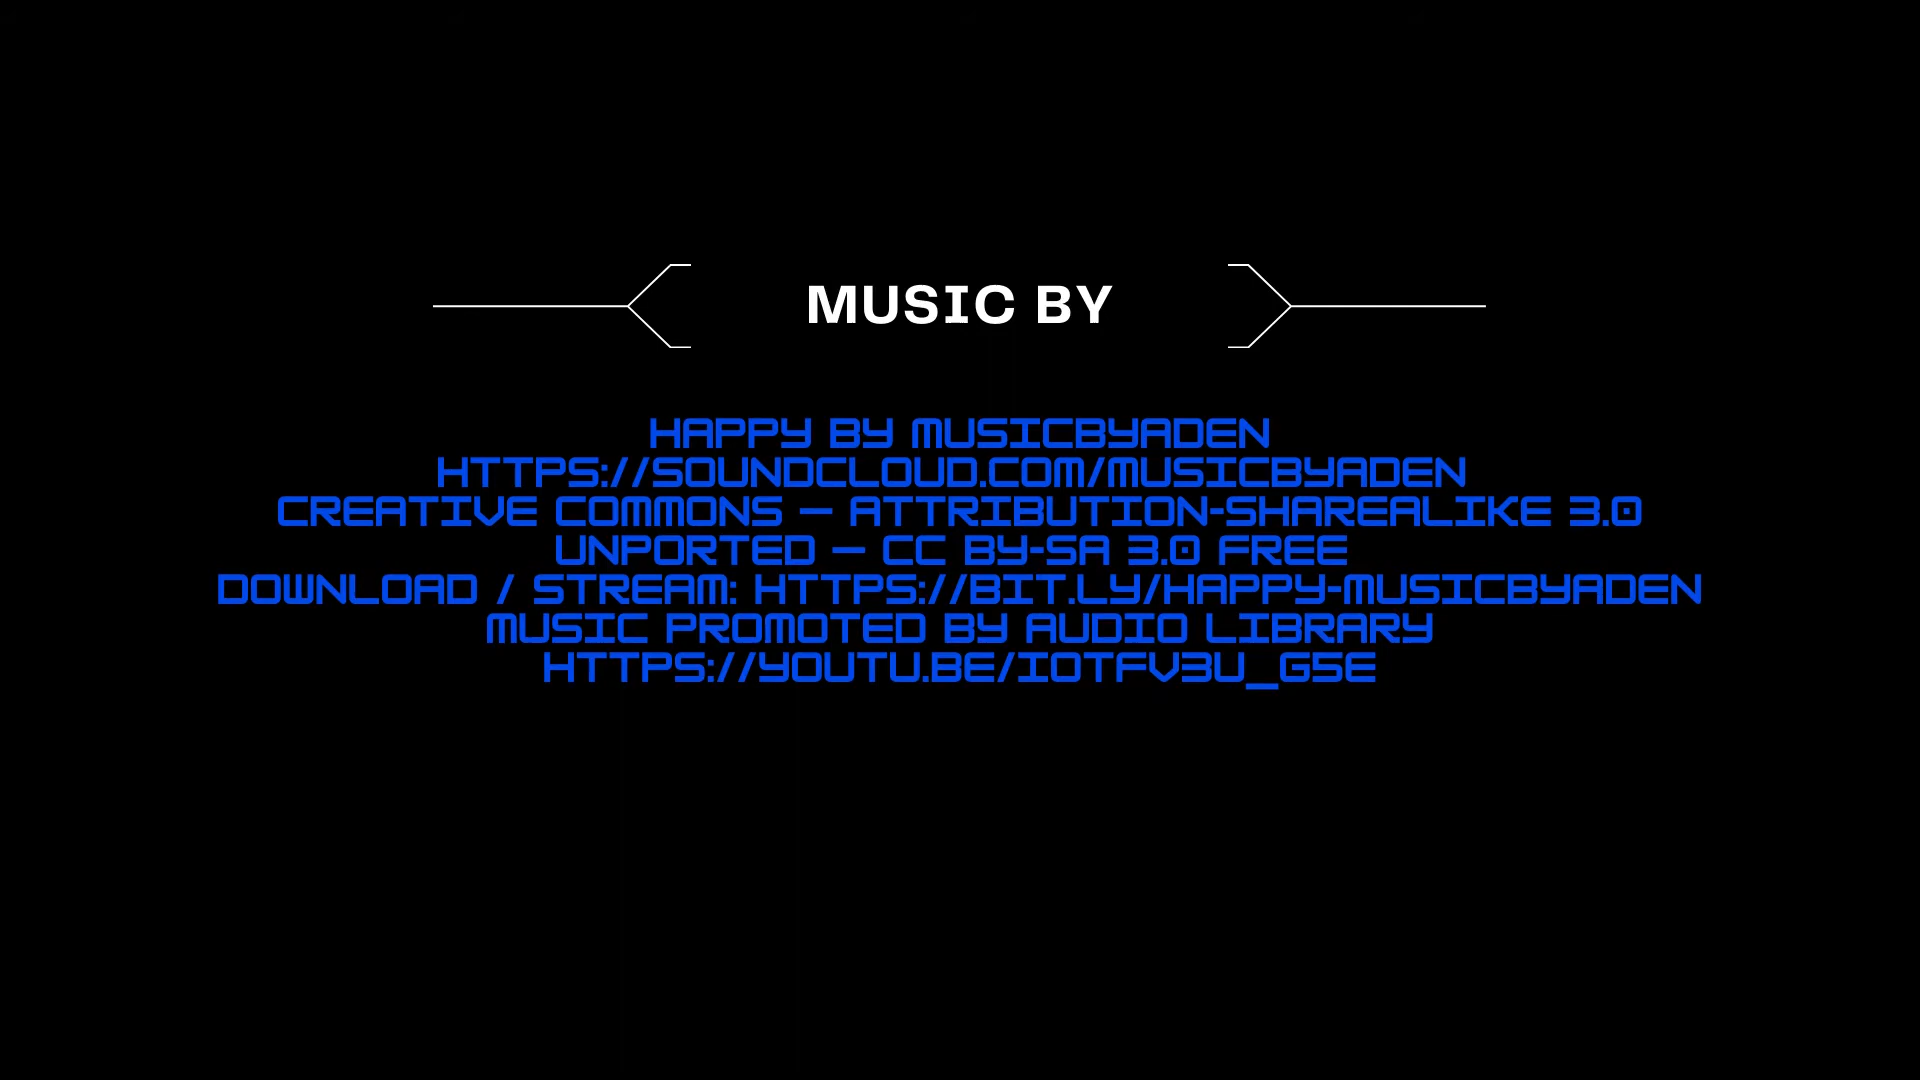 MUSIC BY
HAPPY BY MUSICBYADEN
HTTPS://SOUNDCLOUD.COM/MUSICBYADEN
CREATIVE COMMONS — ATTRIBUTION-SHAREALIKE 3.0
UNPORTED — CC BY-SA 3.0 FREE
DOWNLOAD / STREAM: HTTPS://BIT.LY/HAPPY-MUSICBYADEN
MUSIC PROMOTED BY AUDIO LIBRARY
HTTPS://YOUTU.BE/IOTFV3U_G5E